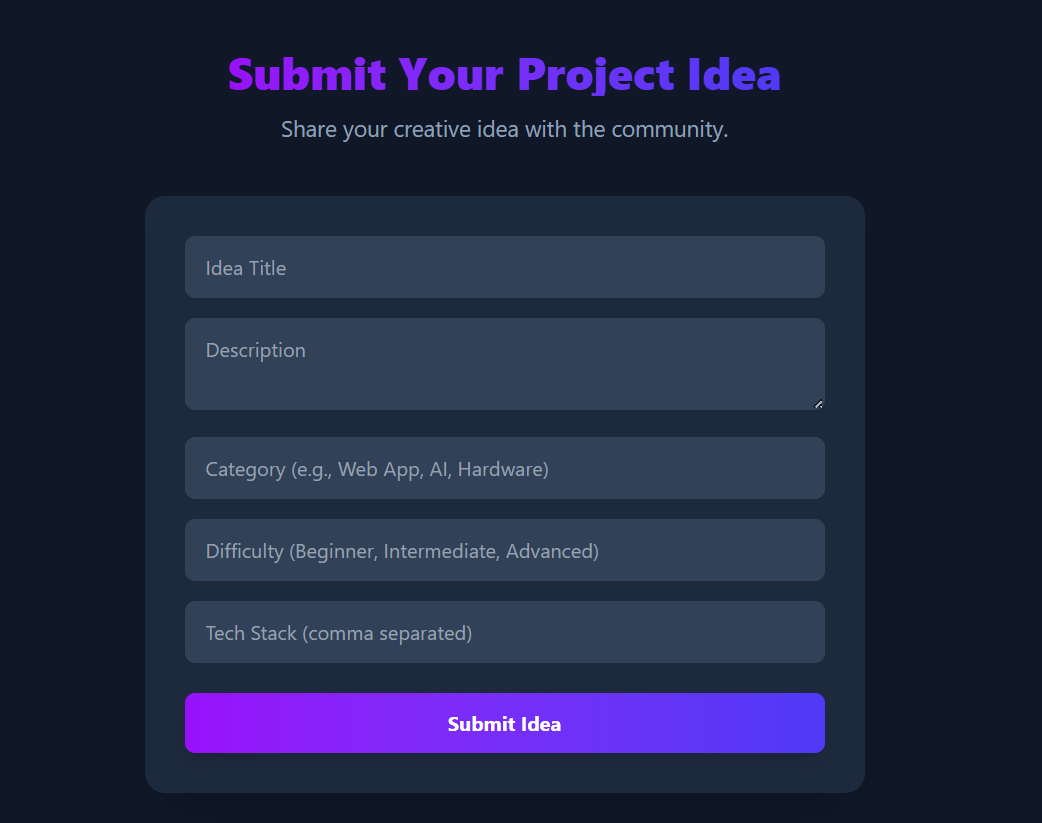 Submit Your Project Idea
Share your creative idea with the community.
Idea Title
Description
Category (e.g., Web App, AI, Hardware)
Difficulty (Beginner, Intermediate, Advanced)
Tech Stack (comma separated)
Submit Idea